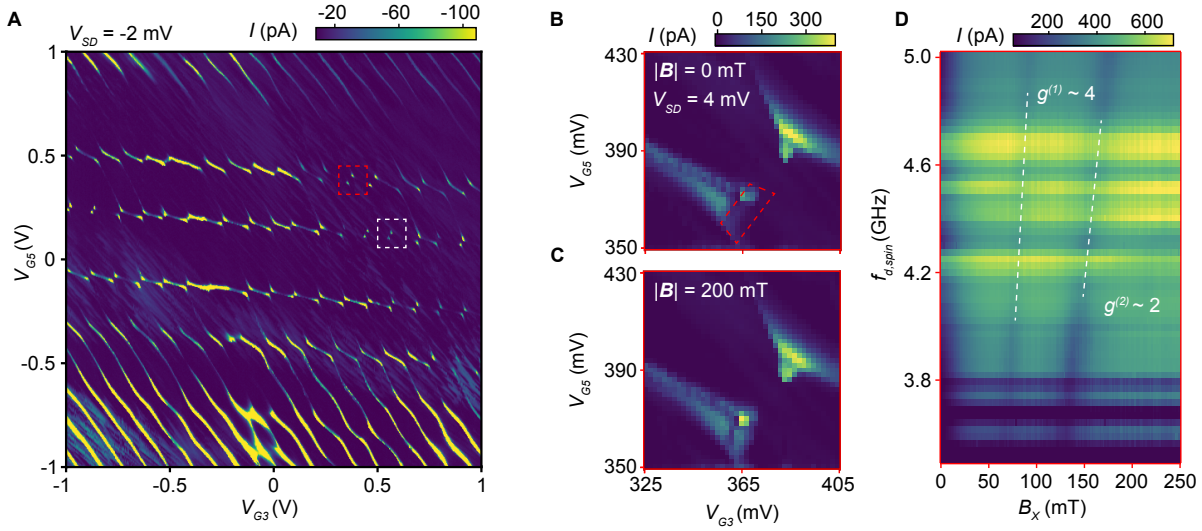 A
V_SD = -2 mV
I (pA)
-20 -60 -100
1
0.5
0
-0.5
-1
V_G5 (V)
-1 -0.5 0 0.5 1
V_G3 (V)
B
I (pA)
0 150 300
|B| = 0 mT
V_SD = 4 mV
430
390
350
V_G5 (mV)
C
|B| = 200 mT
430
390
350
V_G5 (mV)
325 365 405
V_G3 (mV)
D
I (pA)
200 400 600
5.0
4.6
4.2
3.8
f_d,spin (GHz)
g^(1) ~ 4
g^(2) ~ 2
0 50 100 150 200 250
B_X (mT)